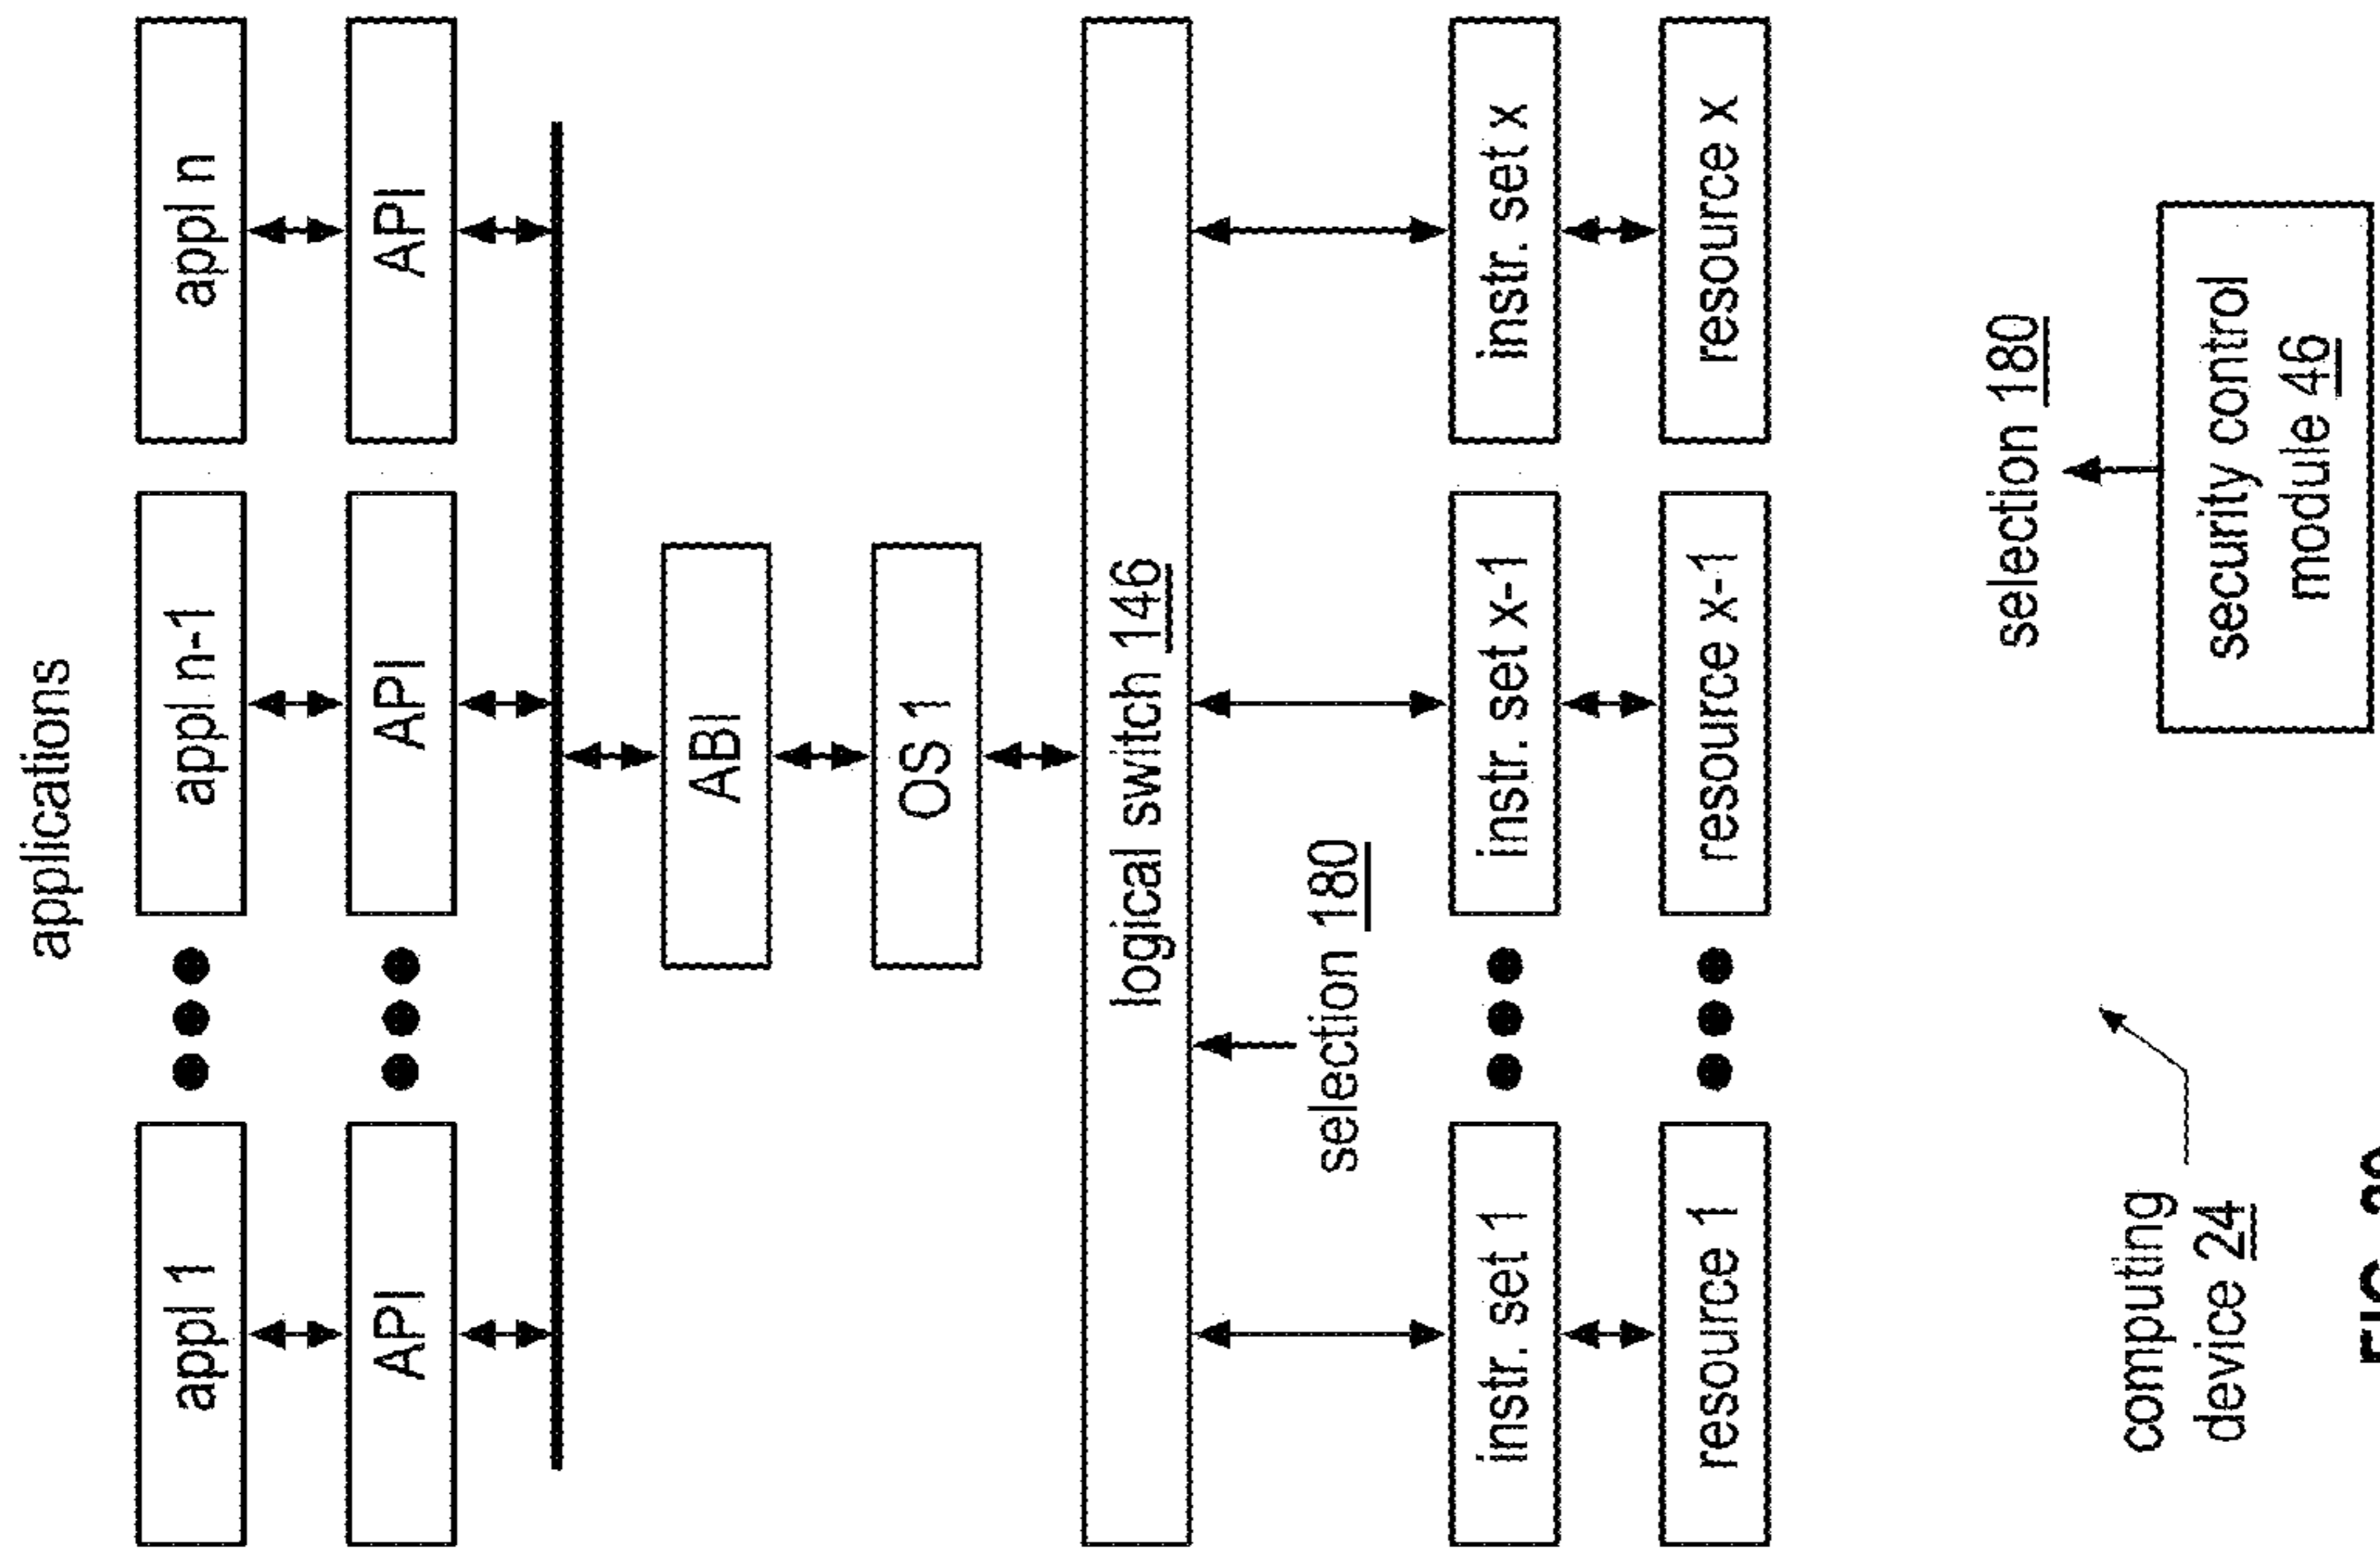 applications
appl 1
appl n-1
appl n
API
API
API
ABI
OS 1
logical switch 146
selection 180
instr. set 1
instr. set x-1
instr. set x
resource 1
resource x-1
resource x
computing
device 24
selection 180
security control
module 46